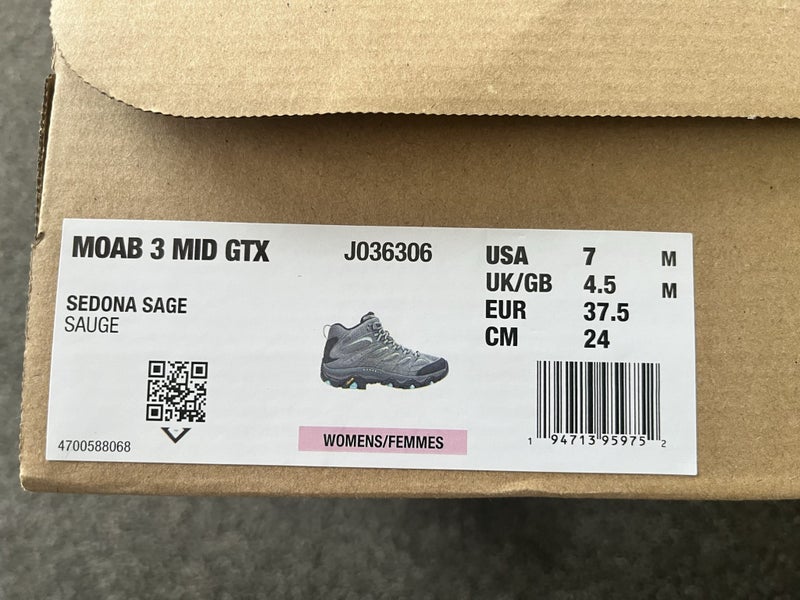 MOAB 3 MID GTX
J036306
SEDONA SAGE
SAUGE
USA 7 M
UK/GB 4.5 M
EUR 37.5
CM 24
4700588068
WOMENS/FEMMES
1 94713 95975 2